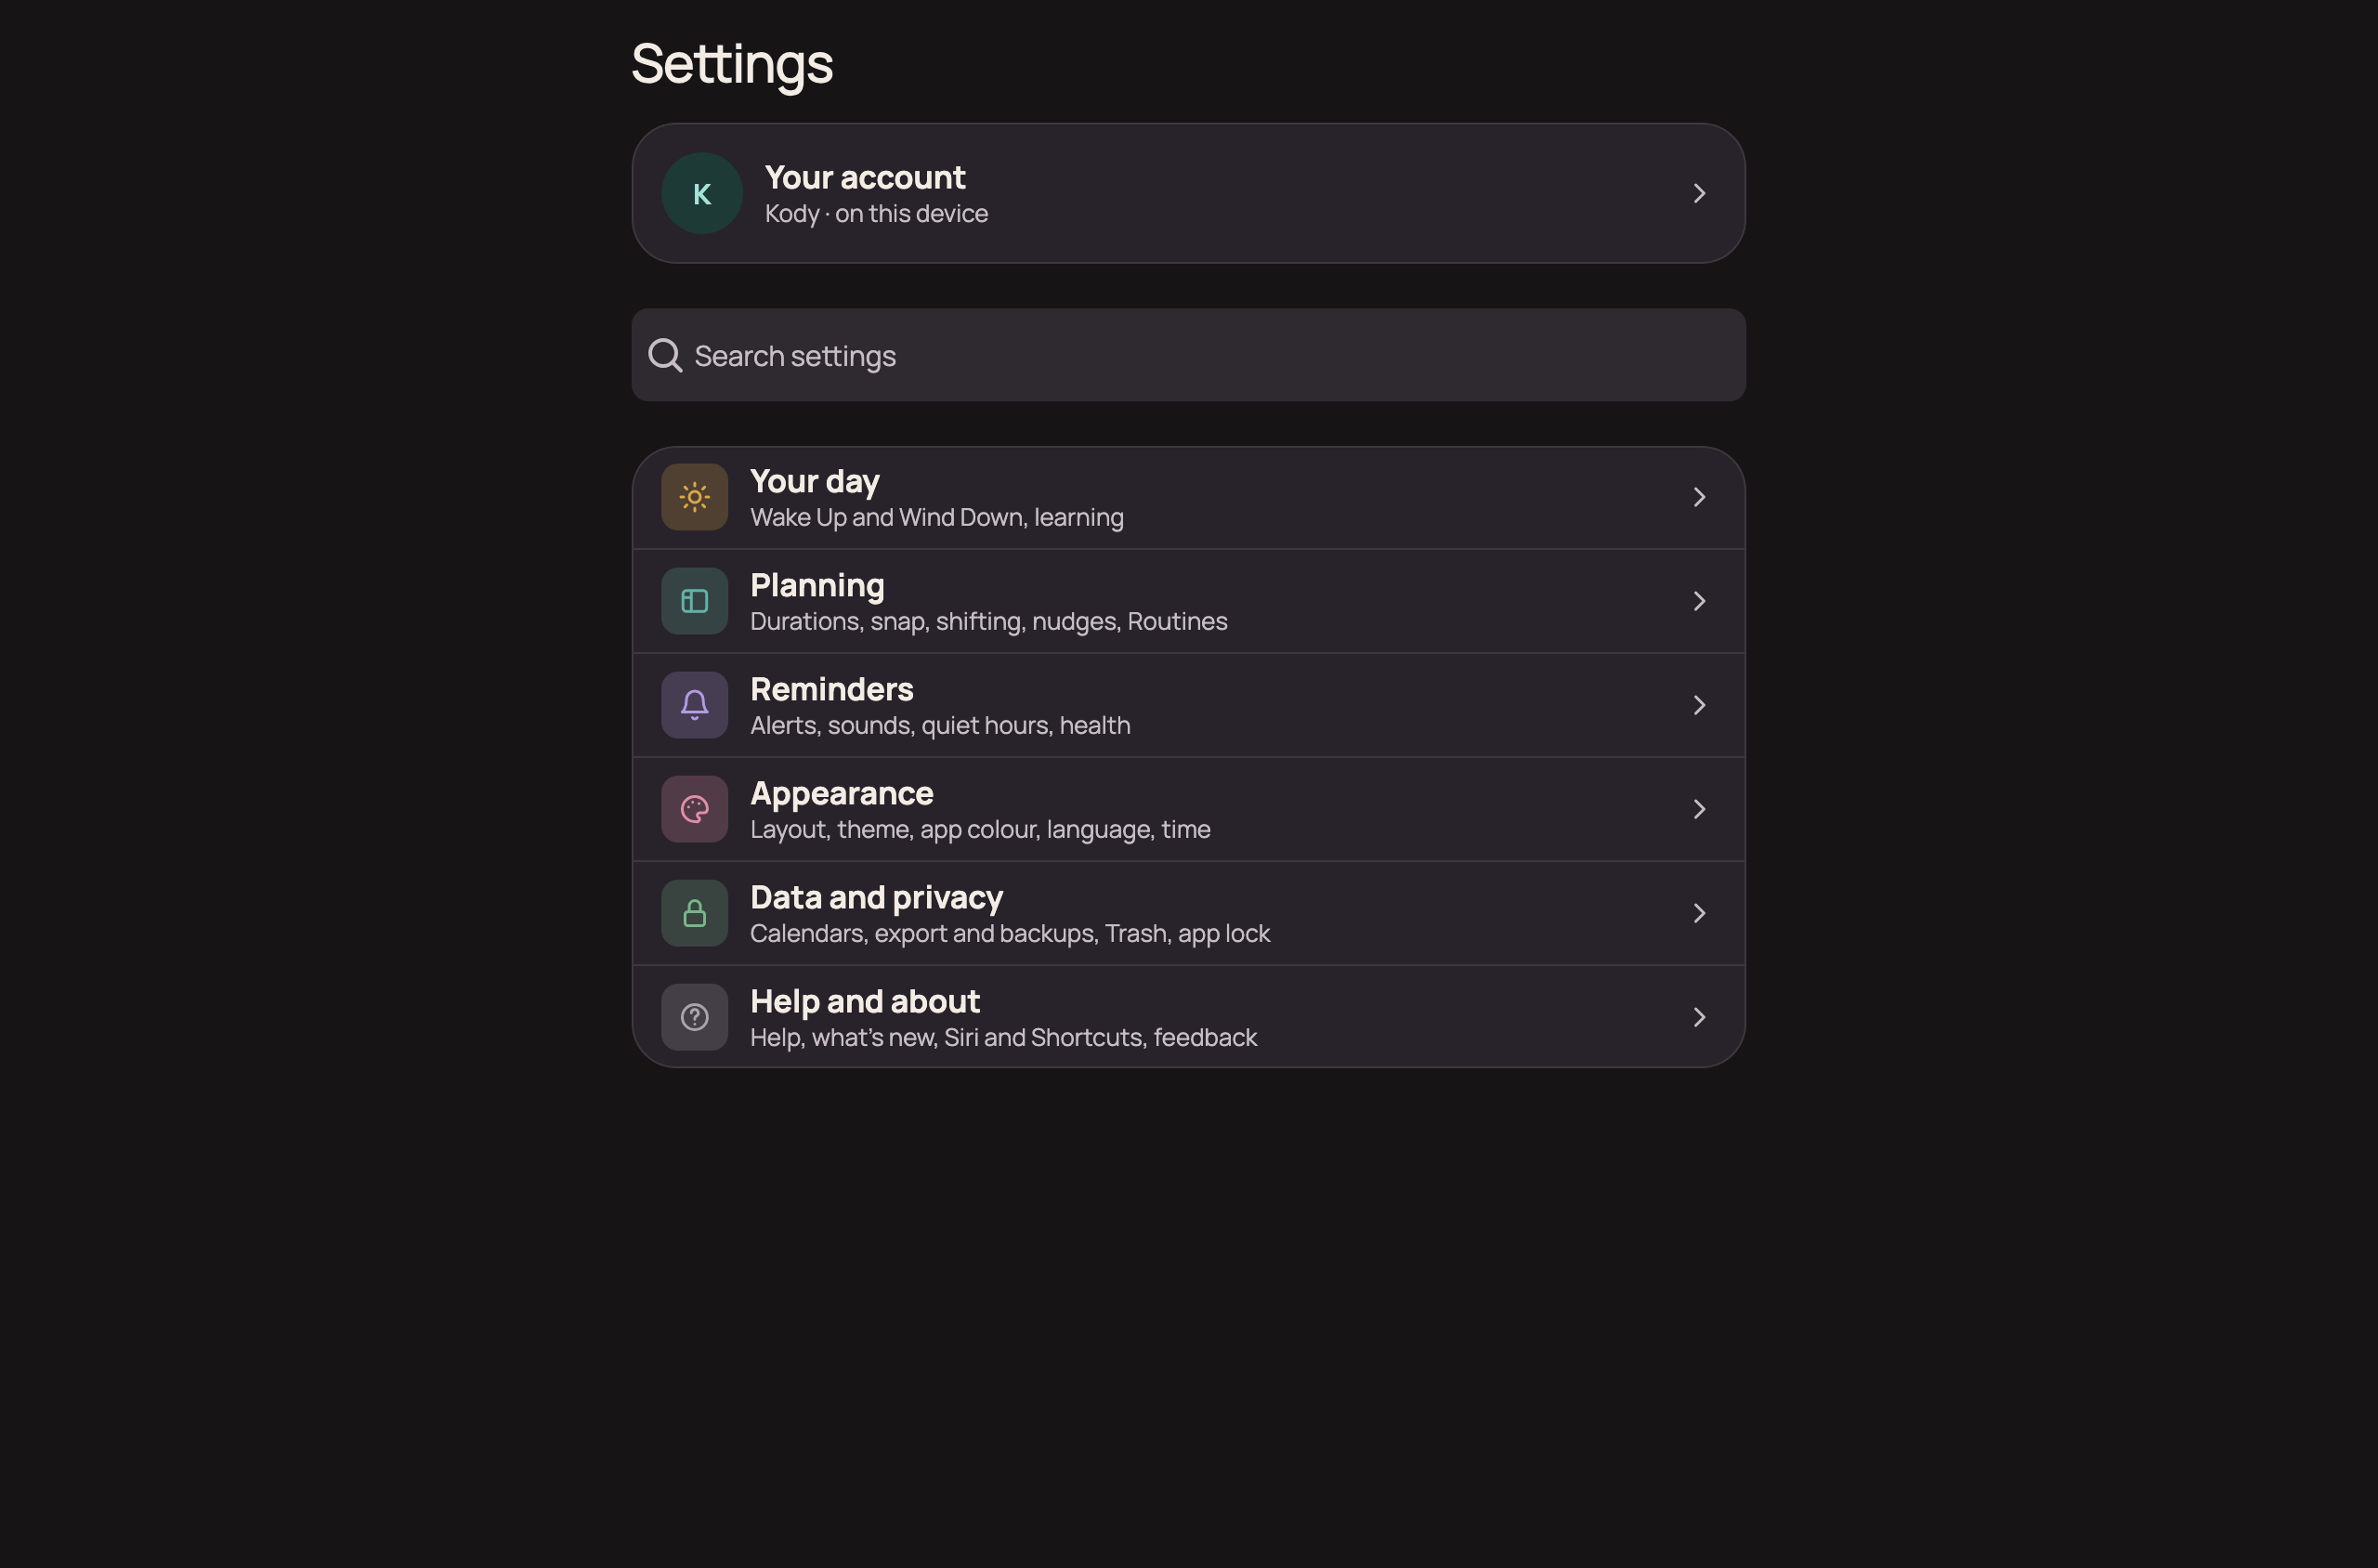 Settings
K
Your account
Kody · on this device
Search settings
Your day
Wake Up and Wind Down, learning
Planning
Durations, snap, shifting, nudges, Routines
Reminders
Alerts, sounds, quiet hours, health
Appearance
Layout, theme, app colour, language, time
Data and privacy
Calendars, export and backups, Trash, app lock
Help and about
Help, what’s new, Siri and Shortcuts, feedback